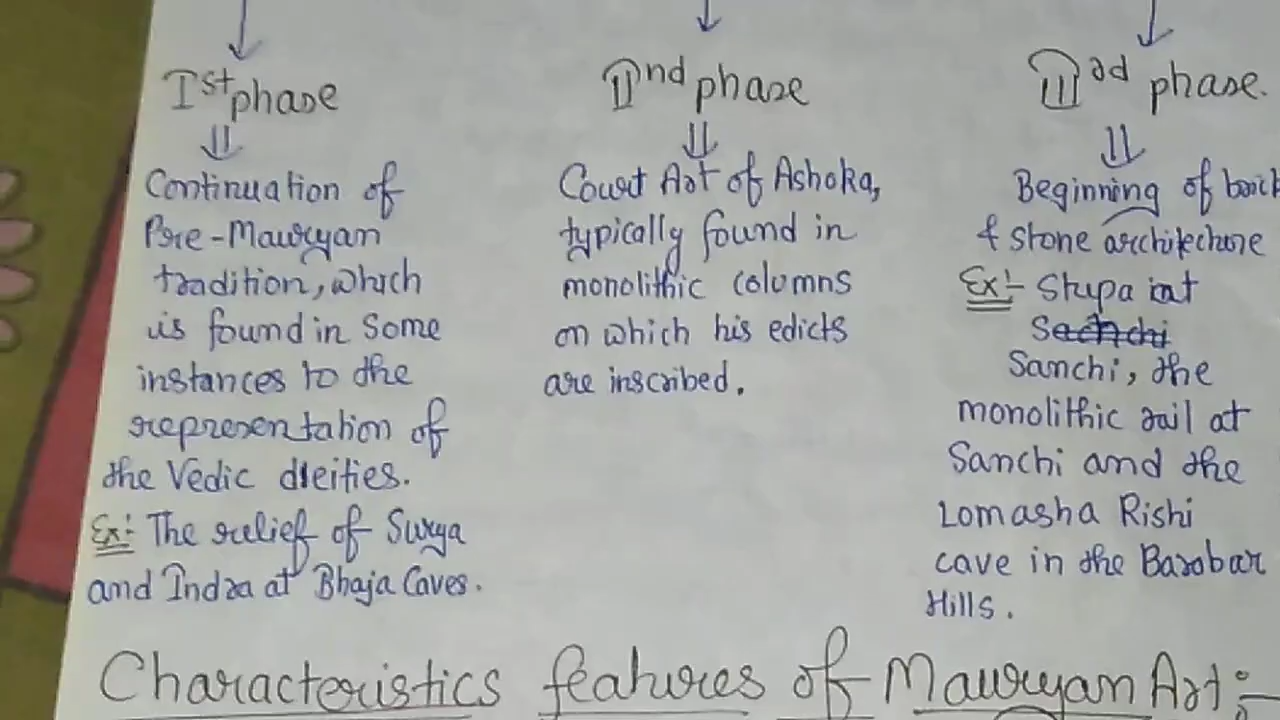 Ist phase
Continuation of
Pre-Mauryan
tradition, which
is found in Some
instances to the
representation of
the Vedic dieities.
Ex:- The relief of Surya
and Indra at Bhaja Caves.
IInd phase
Court Art of Ashoka,
typically found in
monolithic columns
on which his edicts
are inscribed.
IIIrd phase.
Beginning of brick
& stone architechure
Ex:- Stupa at
Sanchi, the
monolithic rail at
Sanchi and the
Lomasha Rishi
cave in the Barabar
Hills.
Characteristics features of Mauryan Art:-